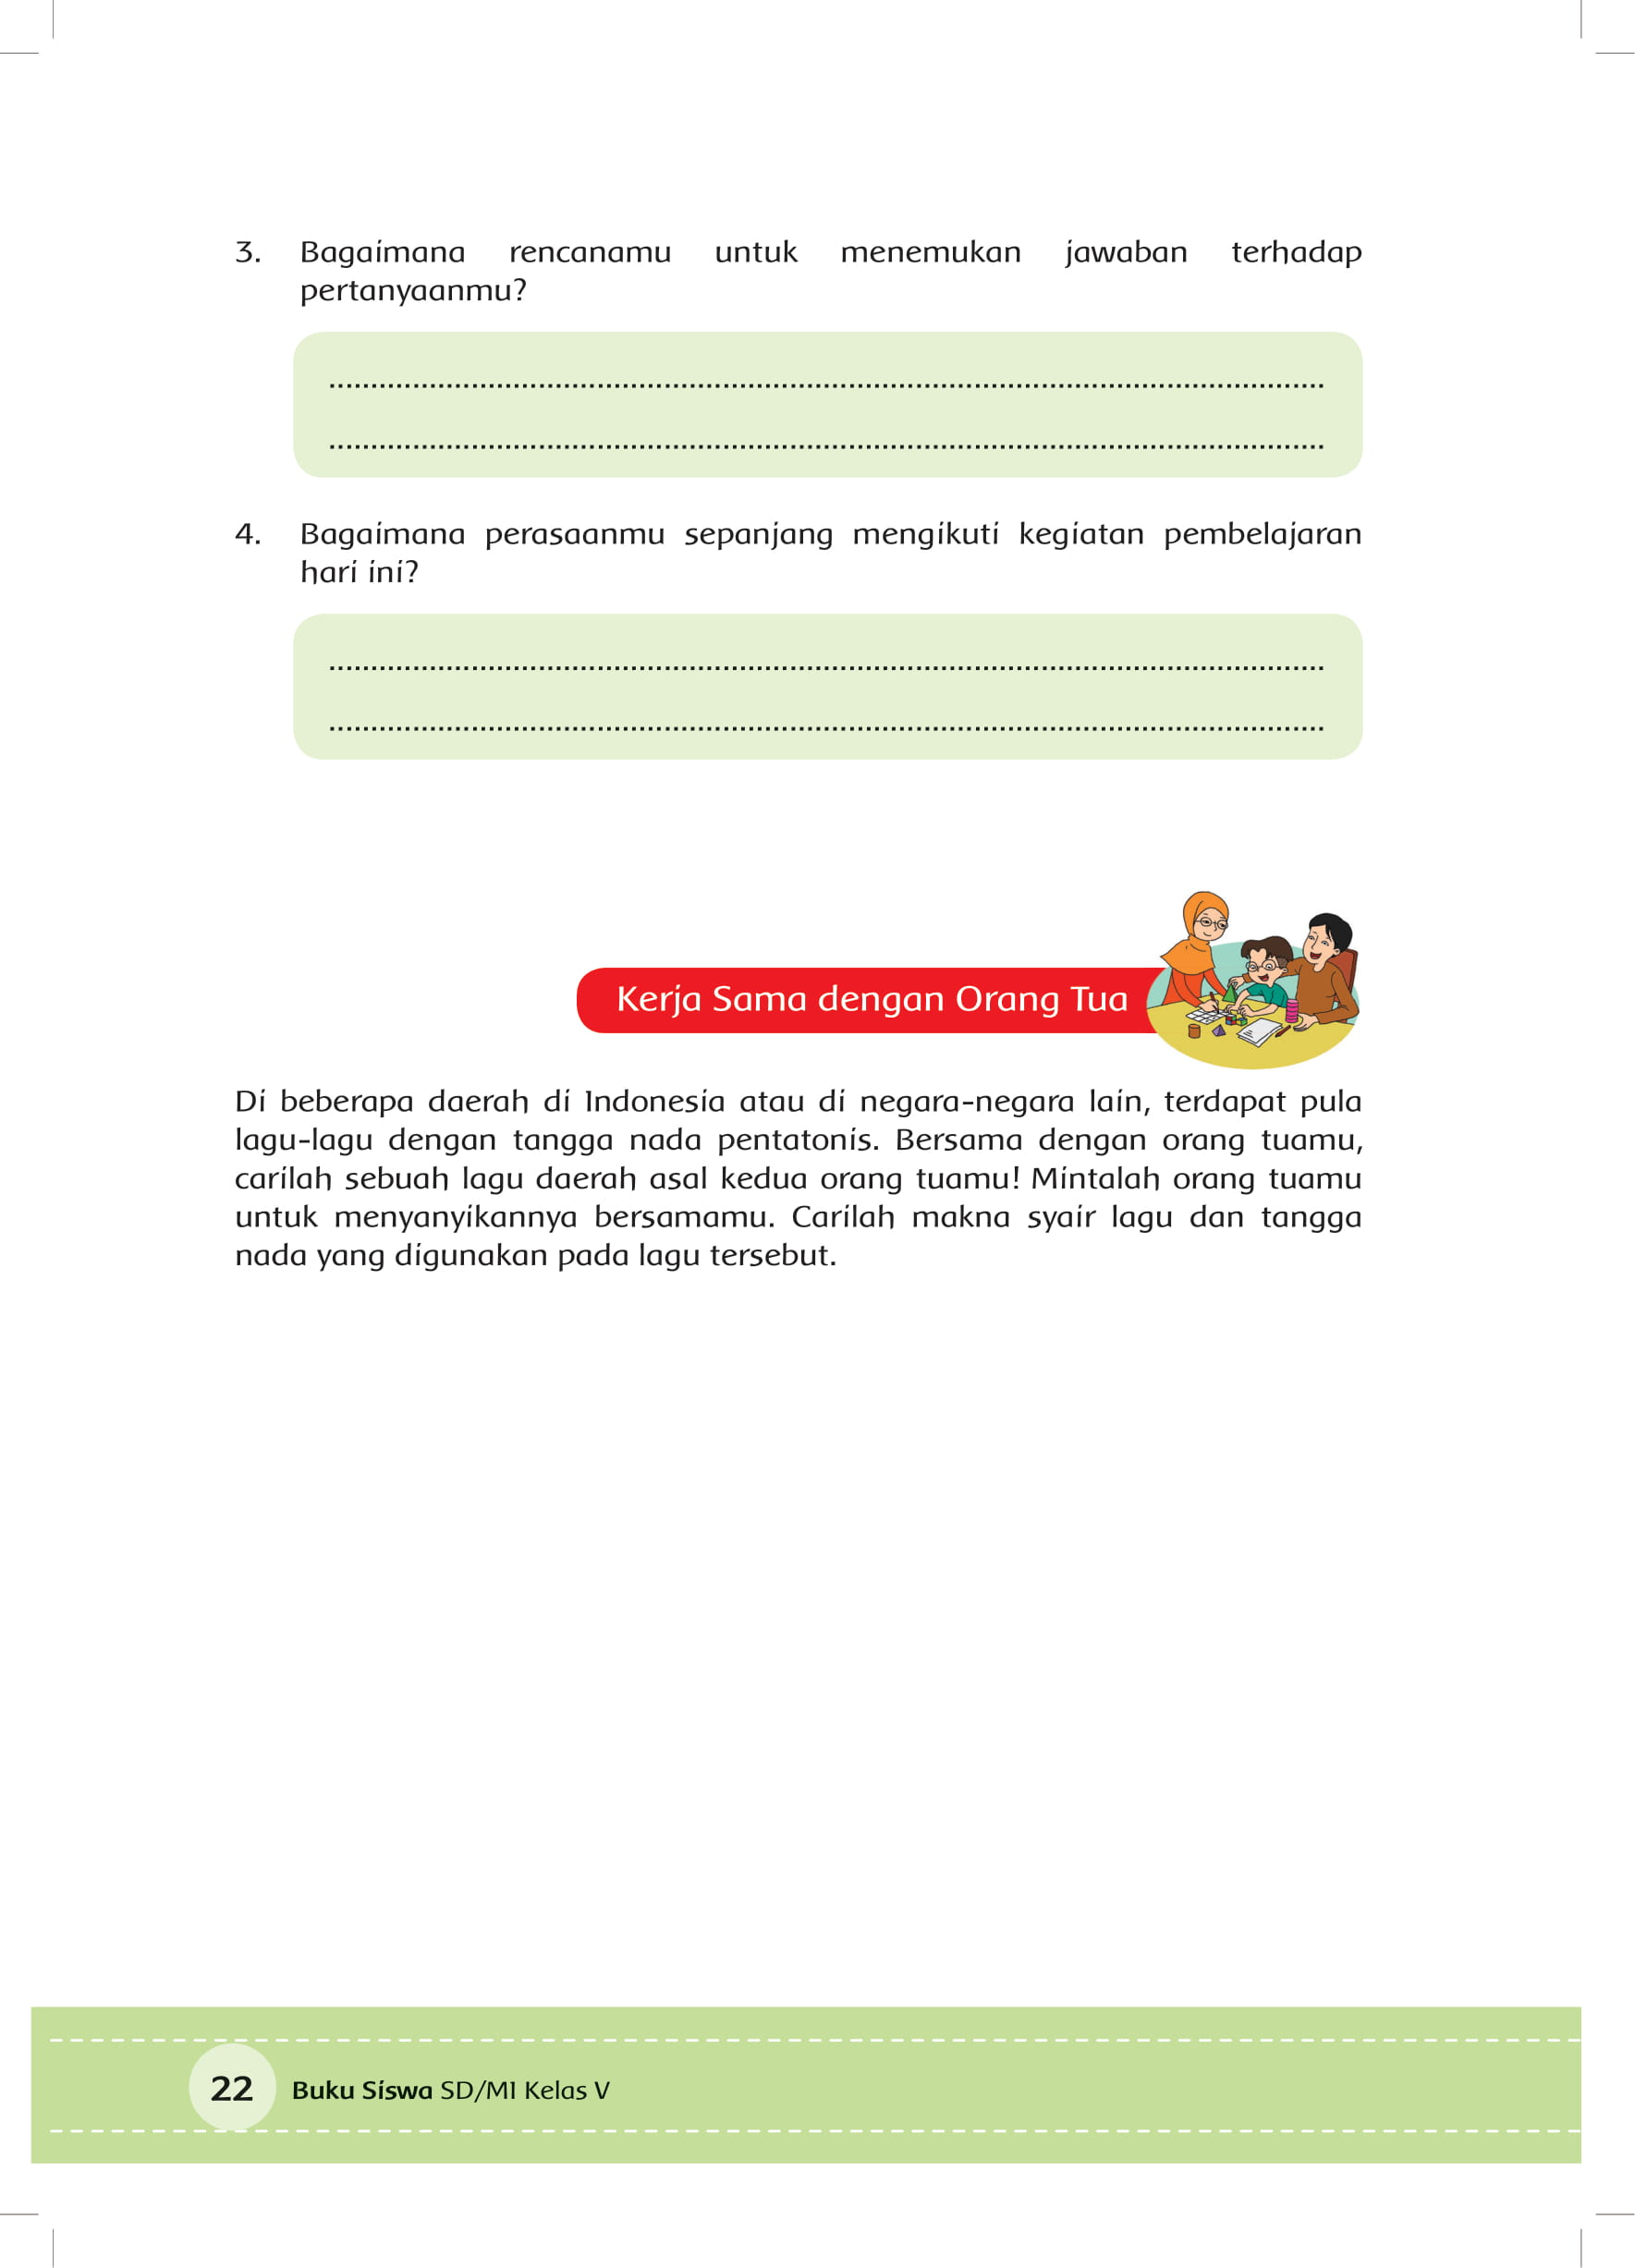 3. Bagaimana rencanamu untuk menemukan jawaban terhadap
pertanyaanmu?
..........................................................................................................................
..........................................................................................................................
4. Bagaimana perasaanmu sepanjang mengikuti kegiatan pembelajaran
hari ini?
..........................................................................................................................
..........................................................................................................................
Kerja Sama dengan Orang Tua
Di beberapa daerah di Indonesia atau di negara-negara lain, terdapat pula
lagu-lagu dengan tangga nada pentatonis. Bersama dengan orang tuamu,
carilah sebuah lagu daerah asal kedua orang tuamu! Mintalah orang tuamu
untuk menyanyikannya bersamamu. Carilah makna syair lagu dan tangga
nada yang digunakan pada lagu tersebut.
22 Buku Siswa SD/MI Kelas V